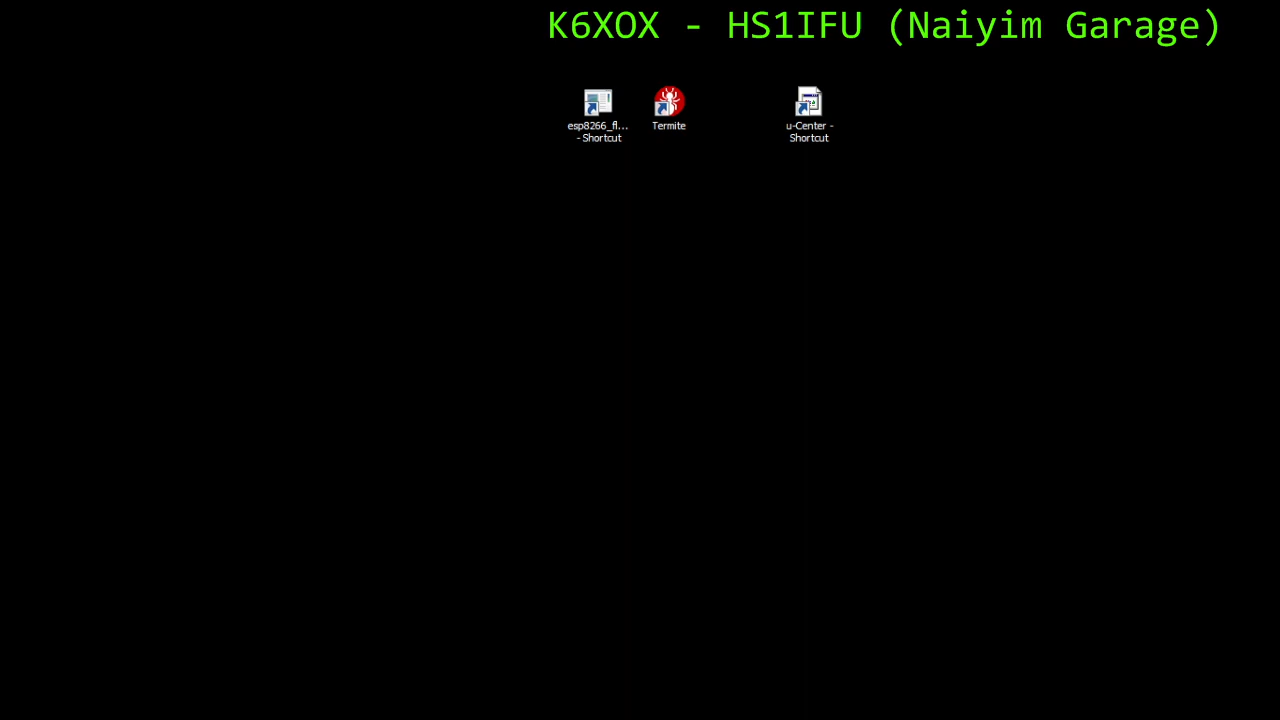 K6XOX - HS1IFU (Naiyim Garage)
esp8266_fl...
- Shortcut
Termite
u-Center -
Shortcut